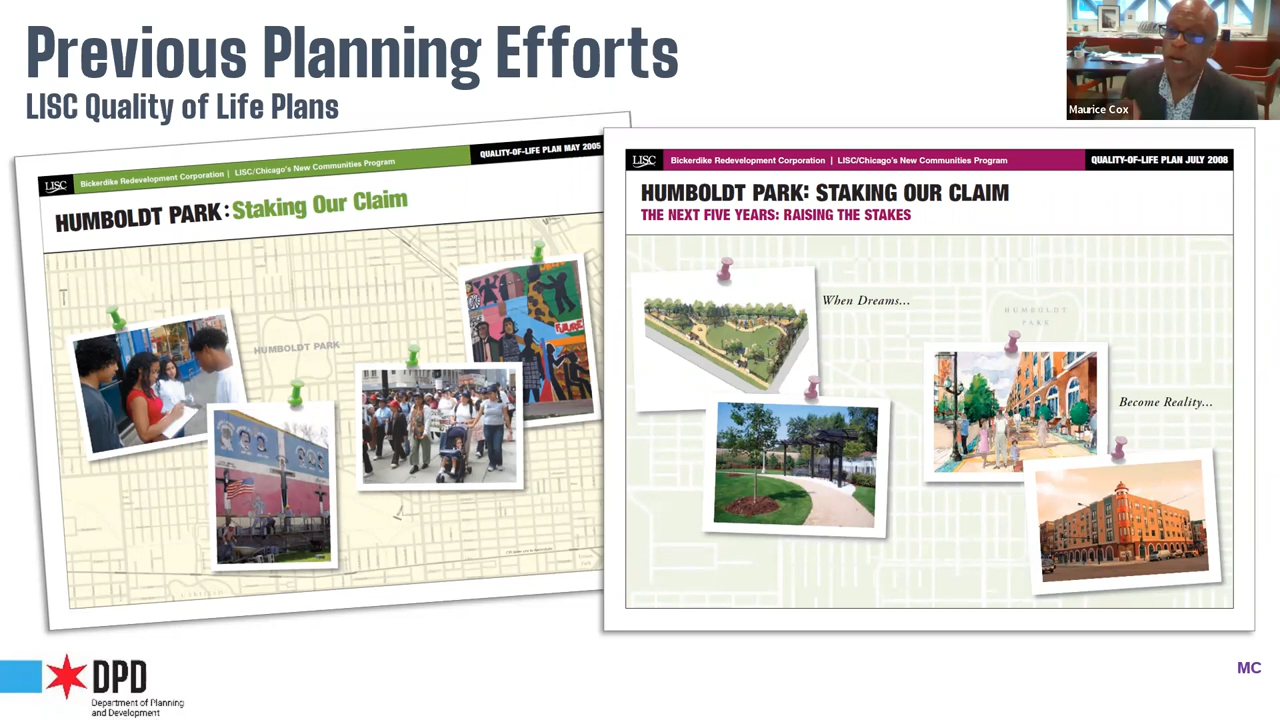 Previous Planning Efforts
LISC Quality of Life Plans
Maurice Cox
LISC Bickerdike Redevelopment Corporation | LISC/Chicago's New Communities Program QUALITY-OF-LIFE PLAN MAY 2005
HUMBOLDT PARK: Staking Our Claim
HUMBOLDT PARK
FUTURE
LISC Bickerdike Redevelopment Corporation | LISC/Chicago's New Communities Program QUALITY-OF-LIFE PLAN JULY 2008
HUMBOLDT PARK: STAKING OUR CLAIM
THE NEXT FIVE YEARS: RAISING THE STAKES
When Dreams...
HUMBOLDT
PARK
Become Reality...
DPD
Department of Planning
and Development
MC